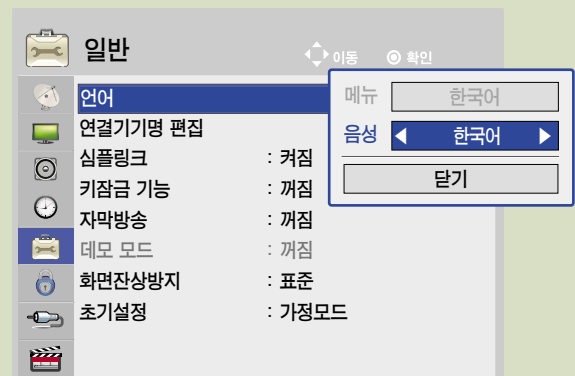 일반
이동 확인
언어
연결기기명 편집
심플링크 : 켜짐
키잠금 기능 : 꺼짐
자막방송 : 꺼짐
데모 모드 : 꺼짐
화면잔상방지 : 표준
초기설정 : 가정모드
메뉴 한국어
음성 한국어
닫기